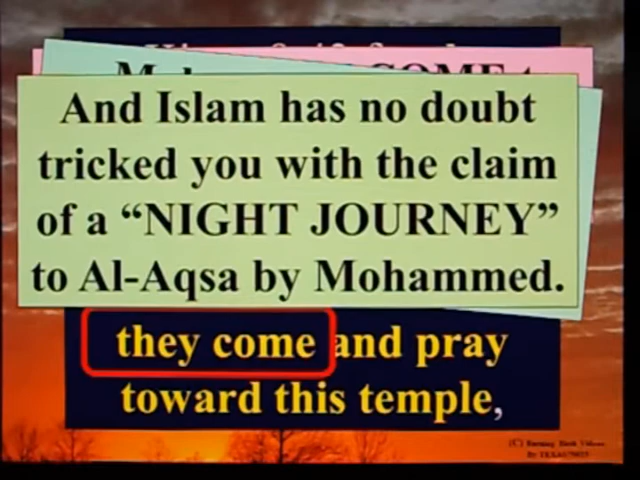 And Islam has no doubt
tricked you with the claim
of a “NIGHT JOURNEY”
to Al-Aqsa by Mohammed.
they come and pray
toward this temple,